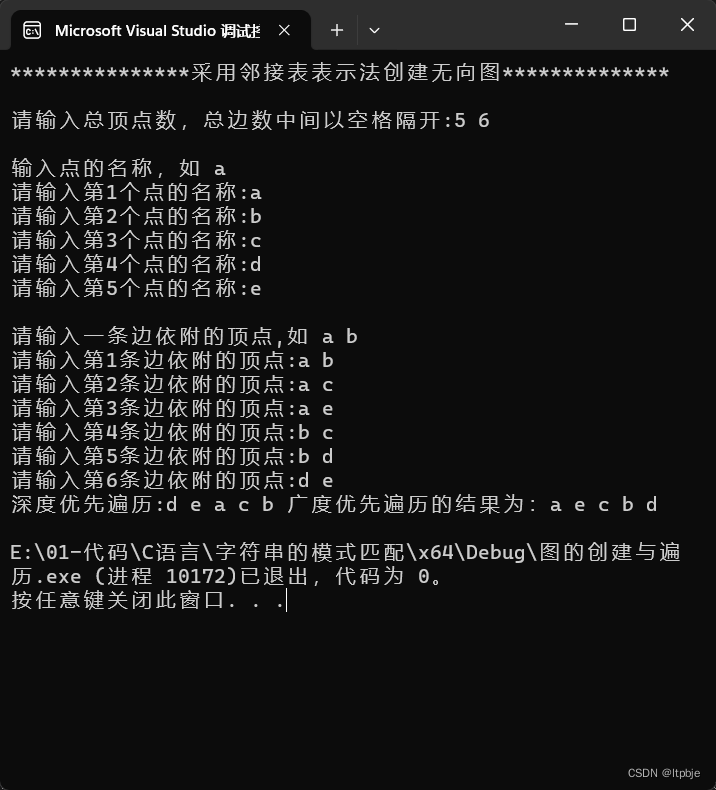 Microsoft Visual Studio 调试
***************采用邻接表表示法创建无向图**************
请输入总顶点数，总边数中间以空格隔开:5 6
输入点的名称，如 a
请输入第1个点的名称:a
请输入第2个点的名称:b
请输入第3个点的名称:c
请输入第4个点的名称:d
请输入第5个点的名称:e
请输入一条边依附的顶点,如 a b
请输入第1条边依附的顶点:a b
请输入第2条边依附的顶点:a c
请输入第3条边依附的顶点:a e
请输入第4条边依附的顶点:b c
请输入第5条边依附的顶点:b d
请输入第6条边依附的顶点:d e
深度优先遍历:d e a c b 广度优先遍历的结果为：a e c b d
E:\01-代码\C语言\字符串的模式匹配\x64\Debug\图的创建与遍
历.exe (进程 10172)已退出，代码为 0。
按任意键关闭此窗口. . .
CSDN @ltpbje